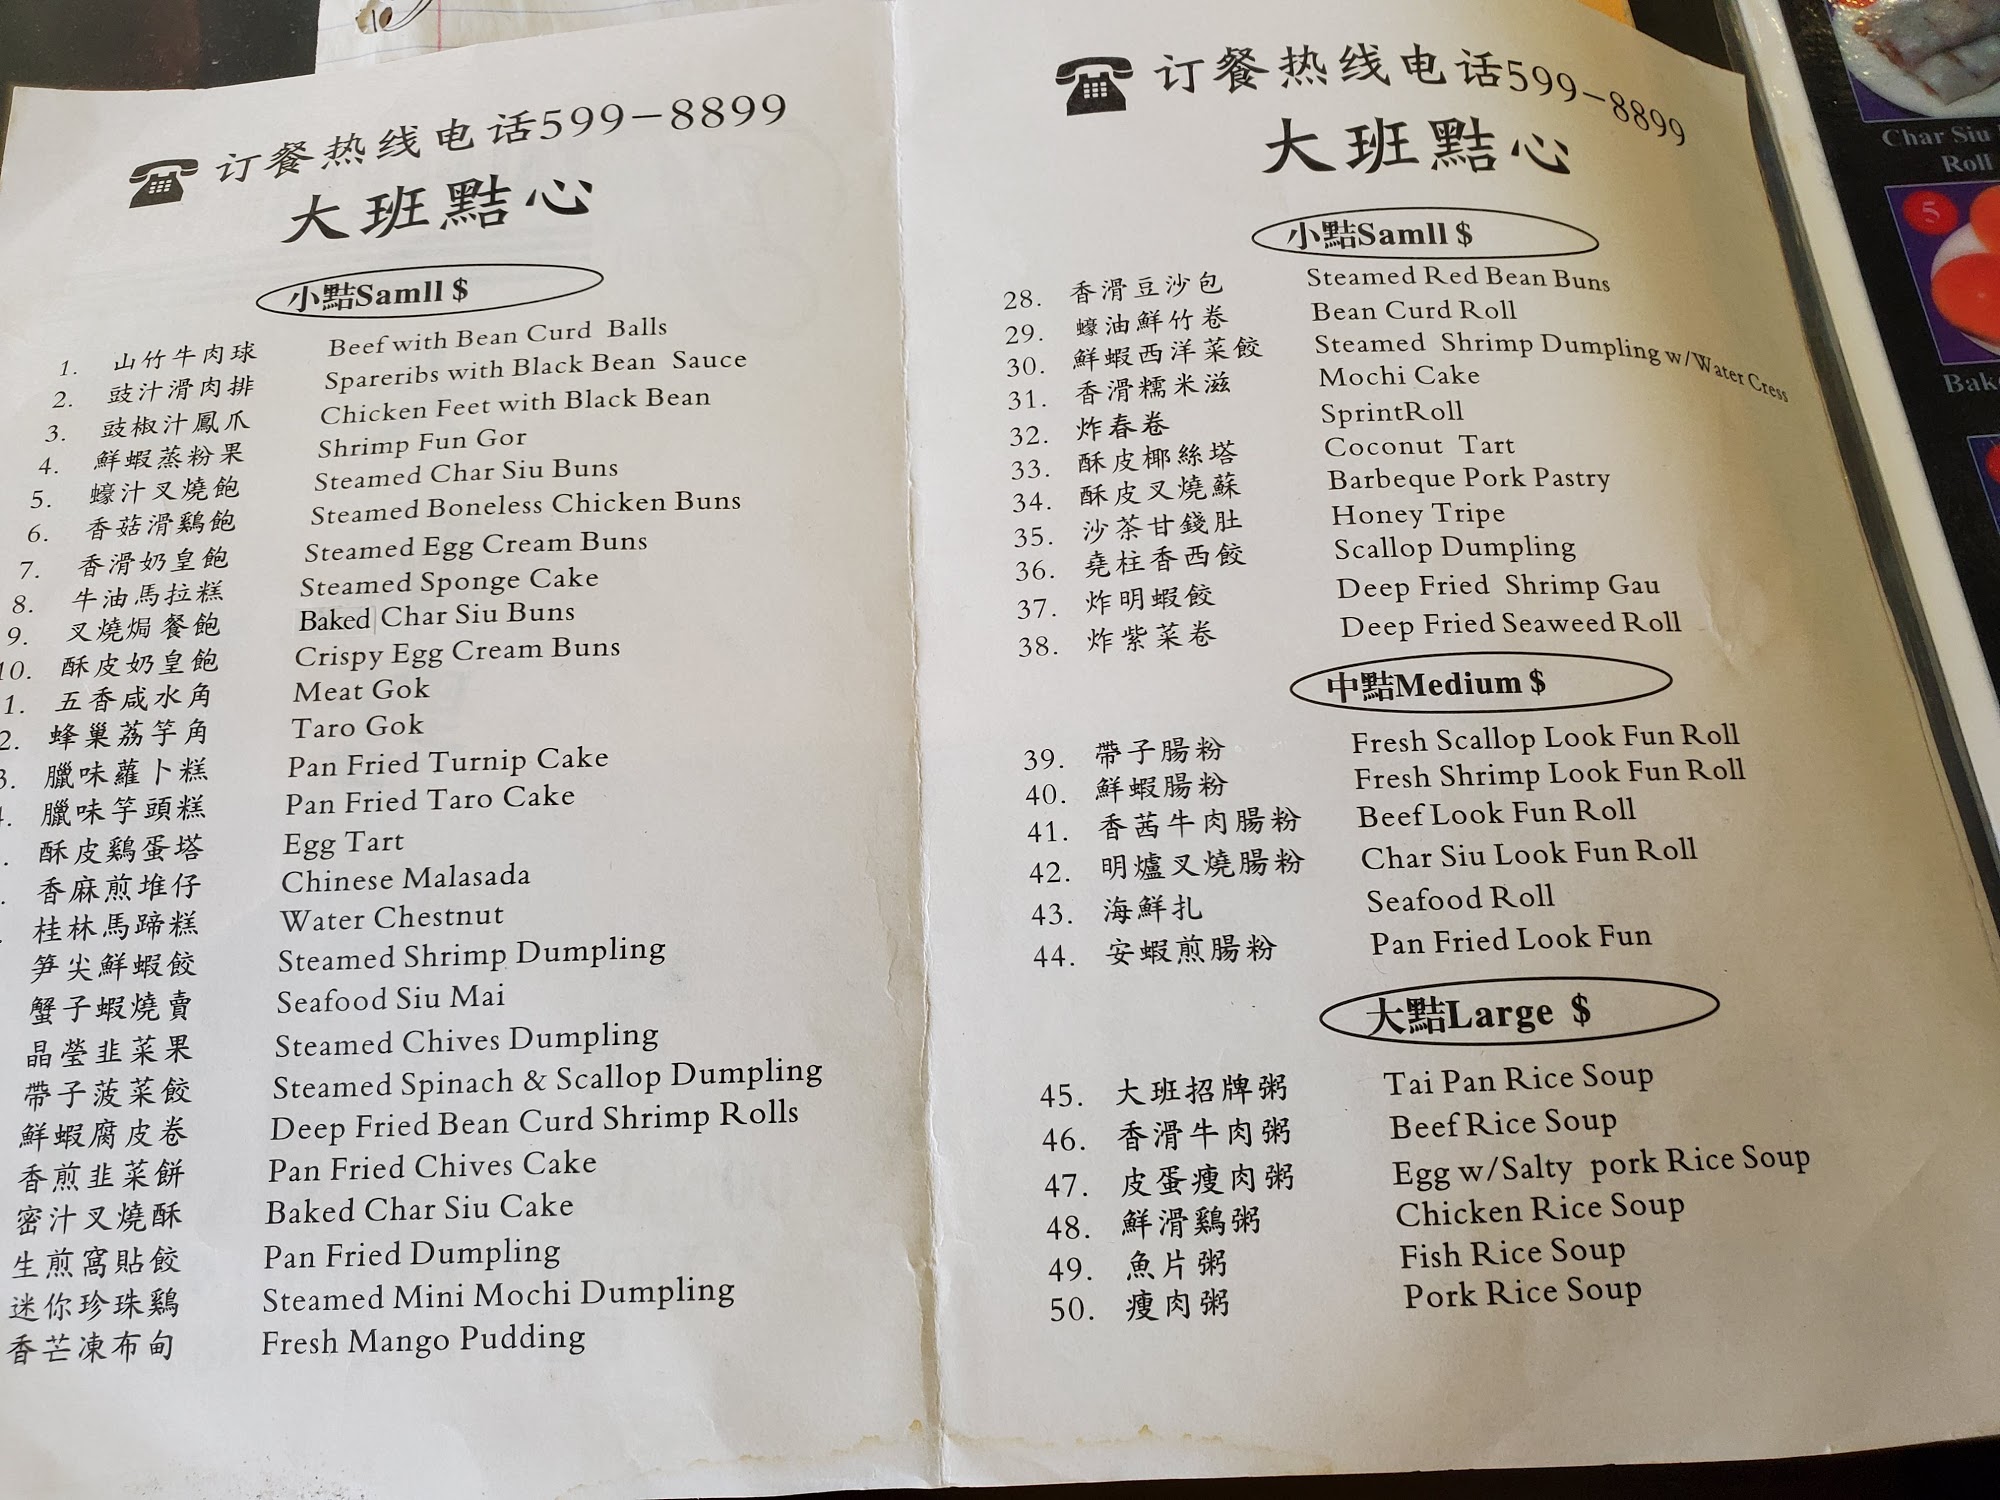 订餐热线电话599-8899
大班點心
小點Samll $
1. 山竹牛肉球 Beef with Bean Curd Balls
2. 豉汁滑肉排 Spareribs with Black Bean Sauce
3. 豉椒汁鳳爪 Chicken Feet with Black Bean
4. 鮮蝦蒸粉果 Shrimp Fun Gor
5. 蠔汁叉燒飽 Steamed Char Siu Buns
6. 香菇滑鷄飽 Steamed Boneless Chicken Buns
7. 香滑奶皇飽 Steamed Egg Cream Buns
8. 牛油馬拉糕 Steamed Sponge Cake
9. 叉燒焗餐飽 Baked Char Siu Buns
10. 酥皮奶皇飽 Crispy Egg Cream Buns
1. 五香咸水角 Meat Gok
2. 蜂巢荔竽角 Taro Gok
3. 臘味蘿卜糕 Pan Fried Turnip Cake
臘味竽頭糕 Pan Fried Taro Cake
酥皮鷄蛋塔 Egg Tart
香麻煎堆仔 Chinese Malasada
桂林馬蹄糕 Water Chestnut
笋尖鮮蝦餃 Steamed Shrimp Dumpling
蟹子蝦燒賣 Seafood Siu Mai
晶瑩韭菜果 Steamed Chives Dumpling
帶子菠菜餃 Steamed Spinach & Scallop Dumpling
鮮蝦腐皮卷 Deep Fried Bean Curd Shrimp Rolls
香煎韭菜餅 Pan Fried Chives Cake
密汁叉燒酥 Baked Char Siu Cake
生煎窩貼餃 Pan Fried Dumpling
迷你珍珠鷄 Steamed Mini Mochi Dumpling
香芒凍布甸 Fresh Mango Pudding
订餐热线电话599-8899
大班點心
小點Samll $
28. 香滑豆沙包 Steamed Red Bean Buns
29. 蠔油鮮竹卷 Bean Curd Roll
30. 鮮蝦西洋菜餃 Steamed Shrimp Dumpling w/Water Cress
31. 香滑糯米滋 Mochi Cake
32. 炸春卷 SprintRoll
33. 酥皮椰絲塔 Coconut Tart
34. 酥皮叉燒蘇 Barbeque Pork Pastry
35. 沙茶甘錢肚 Honey Tripe
36. 堯柱香西餃 Scallop Dumpling
37. 炸明蝦餃 Deep Fried Shrimp Gau
38. 炸紫菜卷 Deep Fried Seaweed Roll
中點Medium $
39. 帶子腸粉 Fresh Scallop Look Fun Roll
40. 鮮蝦腸粉 Fresh Shrimp Look Fun Roll
41. 香茜牛肉腸粉 Beef Look Fun Roll
42. 明爐叉燒腸粉 Char Siu Look Fun Roll
43. 海鮮扎 Seafood Roll
44. 安蝦煎腸粉 Pan Fried Look Fun
大點Large $
45. 大班招牌粥 Tai Pan Rice Soup
46. 香滑牛肉粥 Beef Rice Soup
47. 皮蛋瘦肉粥 Egg w/Salty pork Rice Soup
48. 鮮滑鷄粥 Chicken Rice Soup
49. 魚片粥 Fish Rice Soup
50. 瘦肉粥 Pork Rice Soup
Char Siu
Roll
5